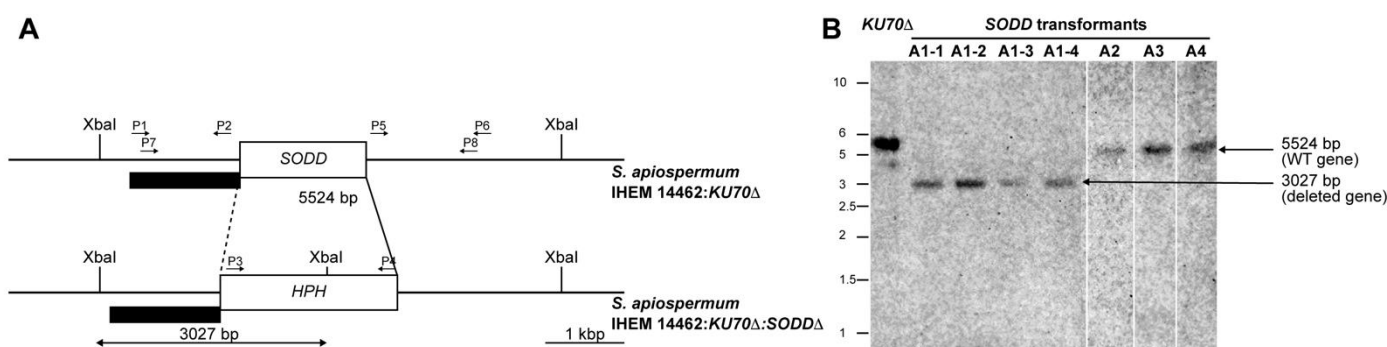 A
XbaI
XbaI
P1
P2
P5
P6
P7
P8
SODD
S. apiospermum
IHEM 14462:KU70Δ
5524 bp
XbaI
XbaI
XbaI
P3
P4
HPH
S. apiospermum
IHEM 14462:KU70Δ:SODDΔ
3027 bp
1 kbp
B
KU70Δ
SODD transformants
A1-1 A1-2 A1-3 A1-4 A2 A3 A4
10
6
5
3
2.5
2
1.5
1
5524 bp
(WT gene)
3027 bp
(deleted gene)